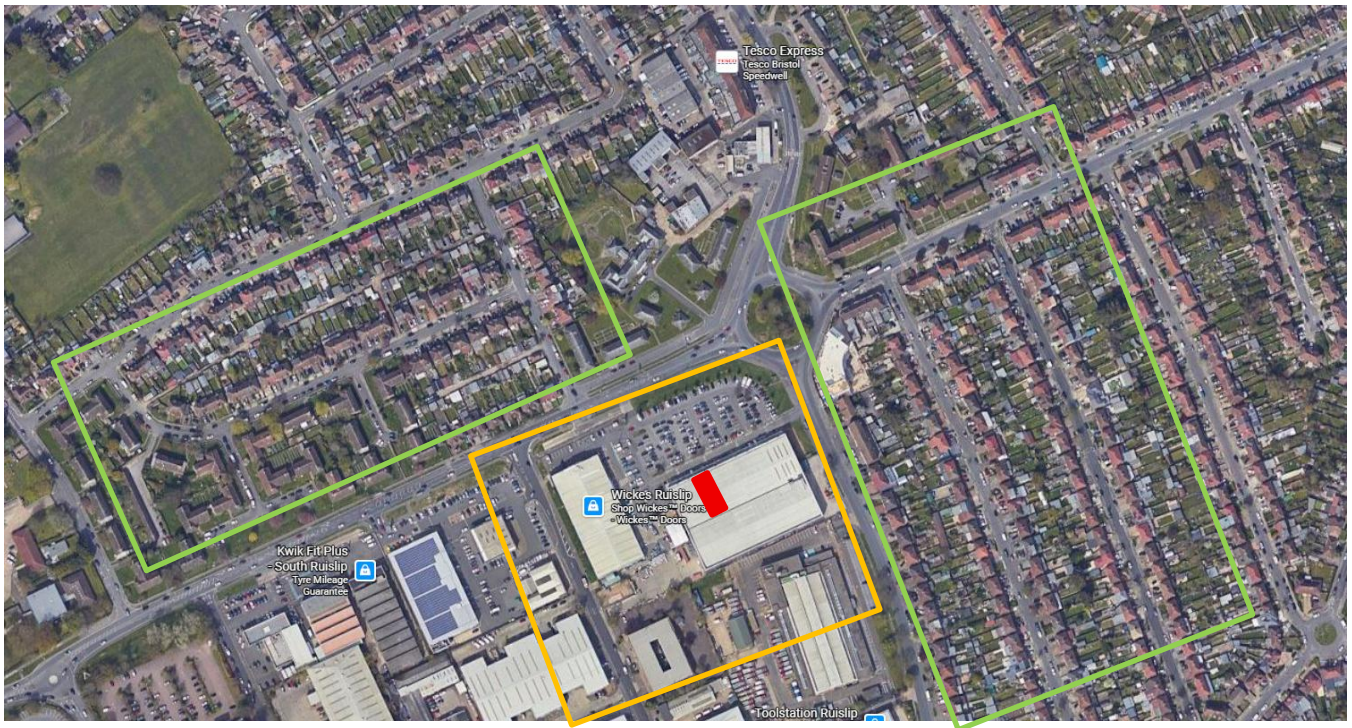 TESCO
Tesco Express
Tesco Bristol
Speedwell
Wickes Ruislip
Shop Wickes™ Doors
- Wickes™ Doors
Kwik Fit Plus
- South Ruislip
Tyre Mileage
Guarantee
Toolstation Ruislip